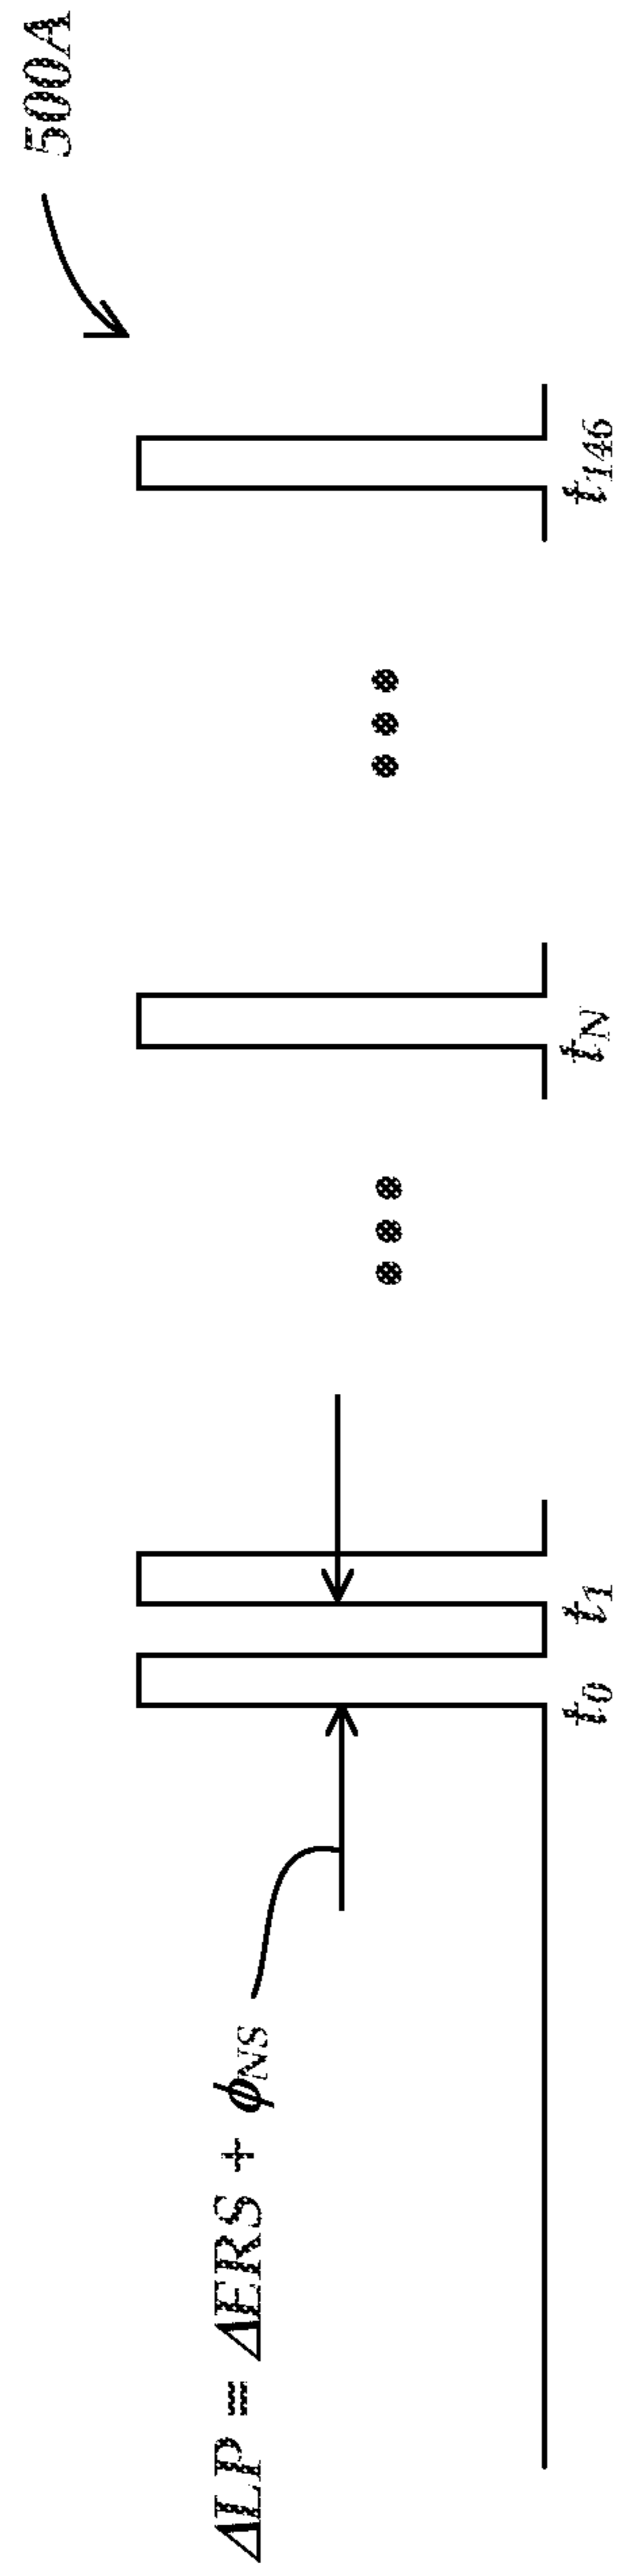 500A
ΔLP = ΔERS + ϕNS
t0
t1
tN
t146